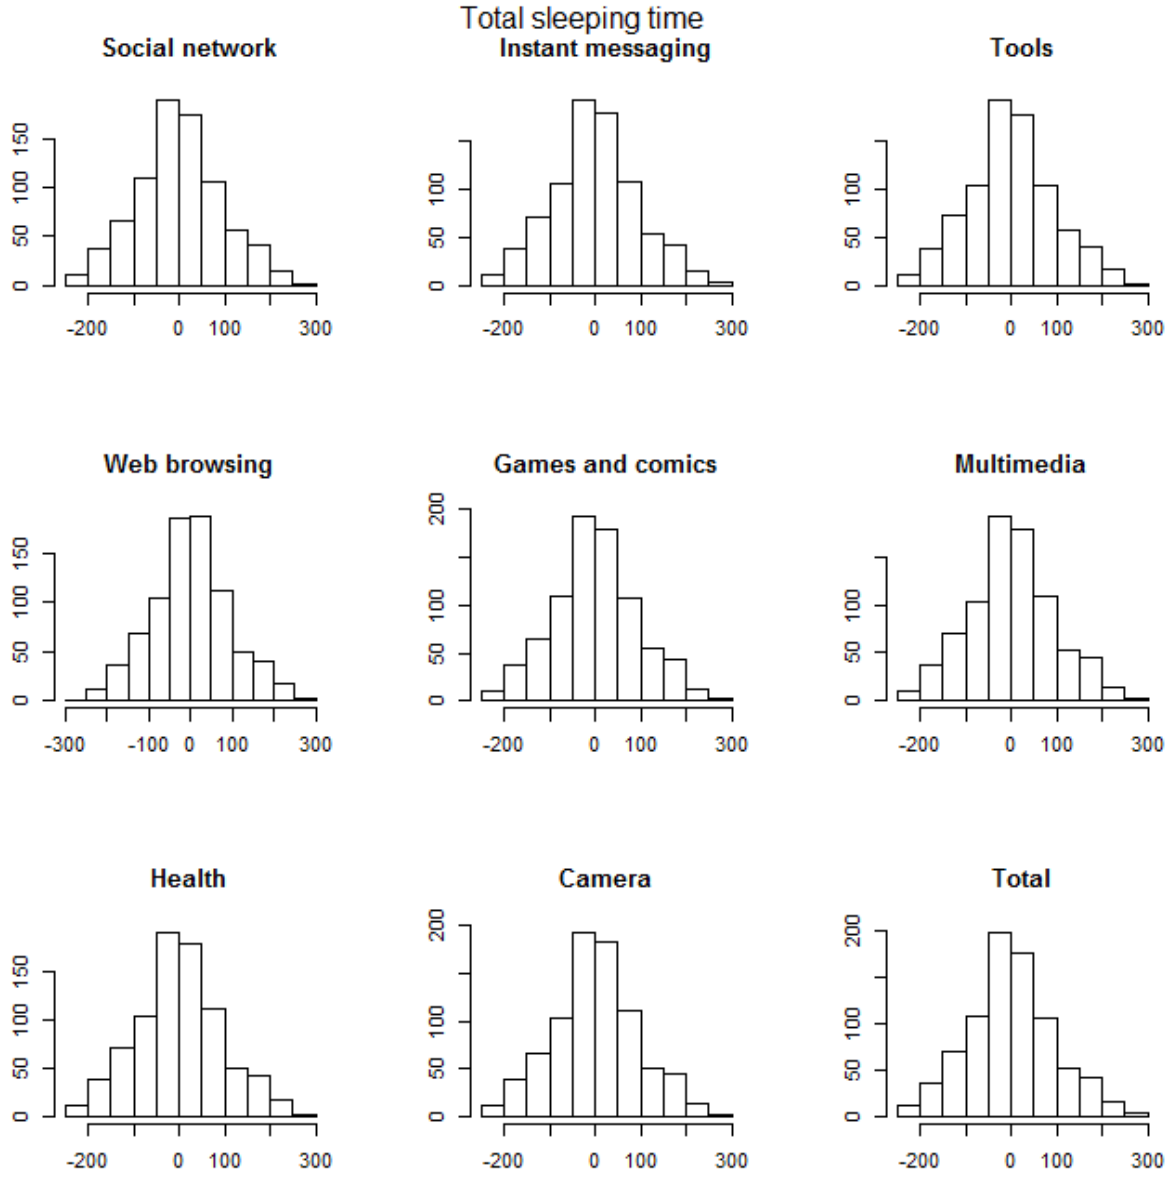 Total sleeping time
Social network Instant messaging Tools
0 50 100 150
-200 0 100 300
0 50 100
-200 0 100 300
0 50 100
-200 0 100 300
Web browsing Games and comics Multimedia
0 50 100 150
-300 -100 0 100 300
0 50 100 200
-200 0 100 300
0 50 100
-200 0 100 300
Health Camera Total
0 50 100 150
-200 0 100 300
0 50 100 200
-200 0 100 300
0 50 100 200
-200 0 100 300